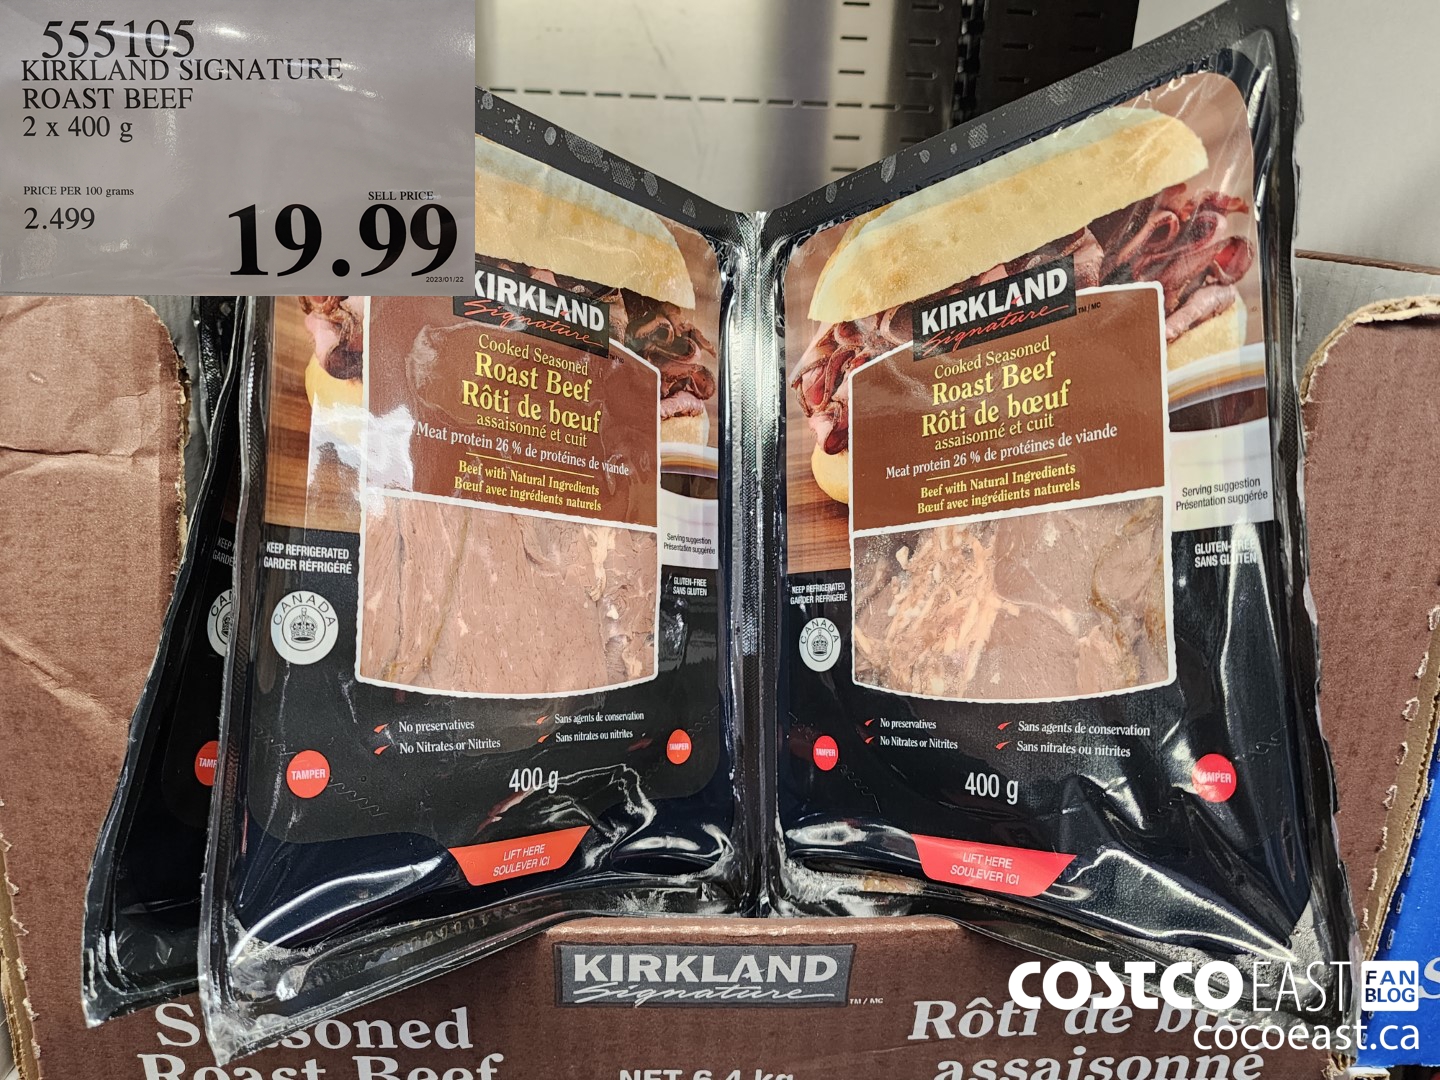 555105
KIRKLAND SIGNATURE
ROAST BEEF
2 x 400 g
PRICE PER 100 grams
2.499
SELL PRICE
19.99
2023/01/22
KIRKLAND
Signature
Cooked Seasoned
Roast Beef
Rôti de bœuf
assaisonné et cuit
Meat protein 26 % de protéines de viande
Beef with Natural Ingredients
Bœuf avec ingrédients naturels
Serving suggestion
Présentation suggérée
KEEP REFRIGERATED
GARDER RÉFRIGÉRÉ
GLUTEN-FREE
SANS GLUTEN
CANADA
No preservatives
Sans agents de conservation
No Nitrates or Nitrites
Sans nitrates ou nitrites
TAMPER
TAMPER
400 g
LIFT HERE
SOULEVER ICI
KIRKLAND
Signature
TM / MC
Cooked Seasoned
Roast Beef
Rôti de bœuf
assaisonné et cuit
Meat protein 26 % de protéines de viande
Beef with Natural Ingredients
Bœuf avec ingrédients naturels
Serving suggestion
Présentation suggérée
KEEP REFRIGERATED
GARDER RÉFRIGÉRÉ
GLUTEN-FREE
SANS GLUTEN
CANADA
No preservatives
Sans agents de conservation
No Nitrates or Nitrites
Sans nitrates ou nitrites
TAMPER
TAMPER
400 g
LIFT HERE
SOULEVER ICI
KIRKLAND
Signature
TM / MC
Roast Beef
NET 6.4 kg
Rôti de
assaisonné
COSTCO EAST FAN BLOG
cocoeast.ca